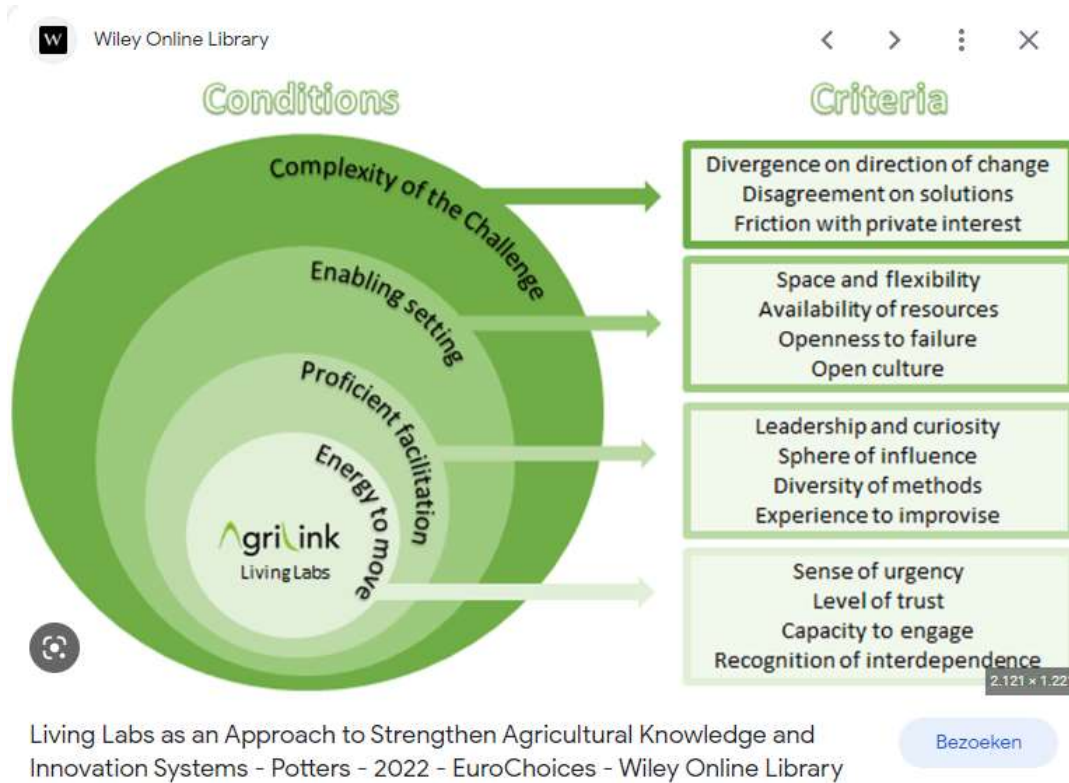 W Wiley Online Library
Conditions
Complexity of the Challenge
Enabling setting
Proficient facilitation
Energy to move
AgriLink
Living Labs
Criteria
Divergence on direction of change
Disagreement on solutions
Friction with private interest
Space and flexibility
Availability of resources
Openness to failure
Open culture
Leadership and curiosity
Sphere of influence
Diversity of methods
Experience to improvise
Sense of urgency
Level of trust
Capacity to engage
Recognition of interdependence
2.121 × 1.22
Living Labs as an Approach to Strengthen Agricultural Knowledge and
Innovation Systems - Potters - 2022 - EuroChoices - Wiley Online Library
Bezoeken